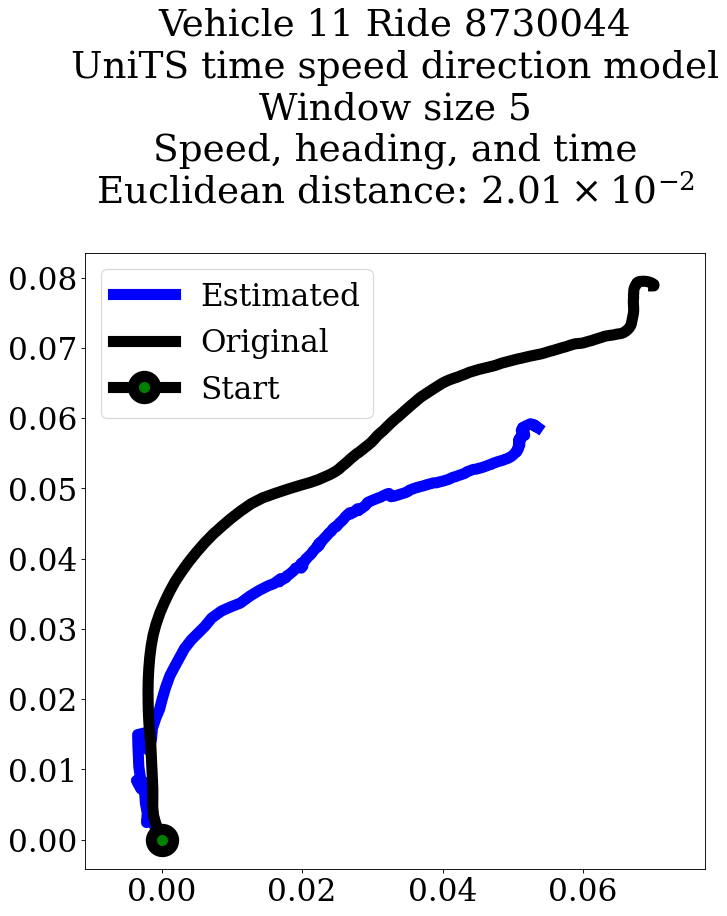 Vehicle 11 Ride 8730044
UniTS time speed direction model
Window size 5
Speed, heading, and time
Euclidean distance: 2.01 × 10⁻²
Estimated
Original
Start
0.08
0.07
0.06
0.05
0.04
0.03
0.02
0.01
0.00
0.00 0.02 0.04 0.06